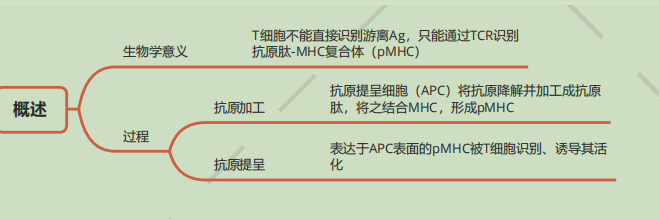 概述
生物学意义
T细胞不能直接识别游离Ag，只能通过TCR识别
抗原肽-MHC复合体（pMHC）
过程
抗原加工
抗原提呈细胞（APC）将抗原降解并加工成抗原
肽，将之结合MHC，形成pMHC
抗原提呈
表达于APC表面的pMHC被T细胞识别、诱导其活
化